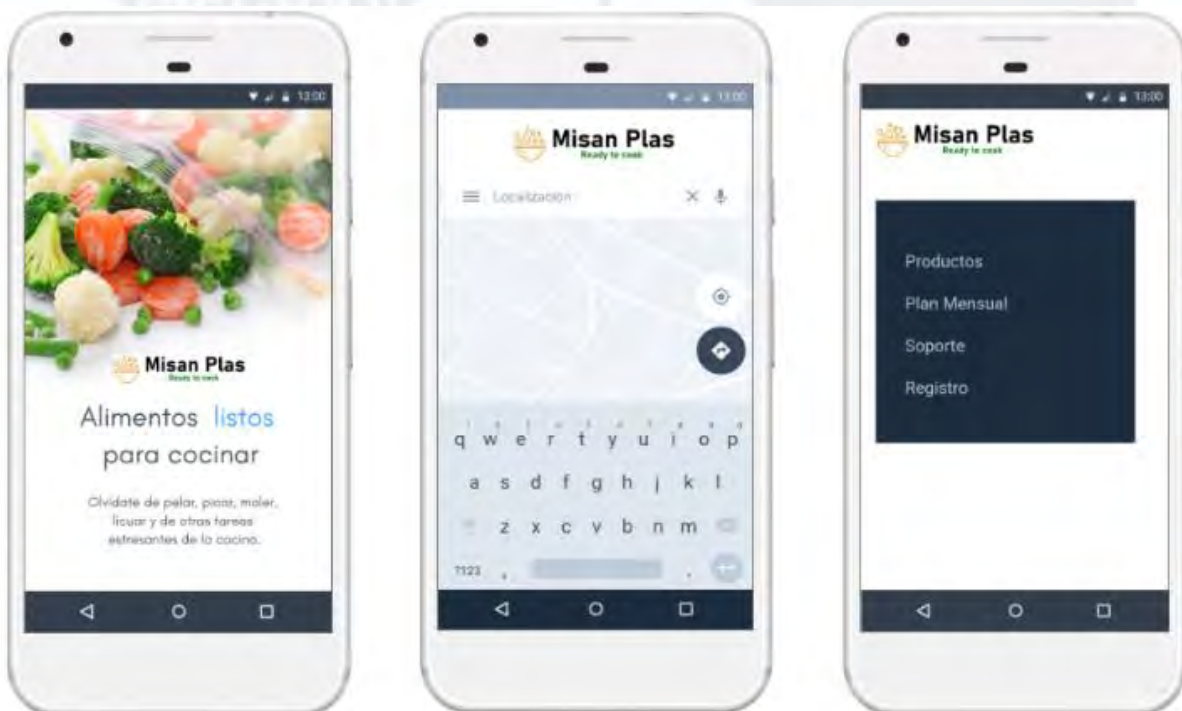 13:00
Misan Plas
Ready to cook
Alimentos listos
para cocinar
Olvídate de pelar, picar, moler,
licuar y de otras tareas
estresantes de la cocina.
13:00
Misan Plas
Ready to cook
Localización
q w e r t y u i o p
a s d f g h j k l
z x c v b n m
?123 , .
13:00
Misan Plas
Ready to cook
Productos
Plan Mensual
Soporte
Registro